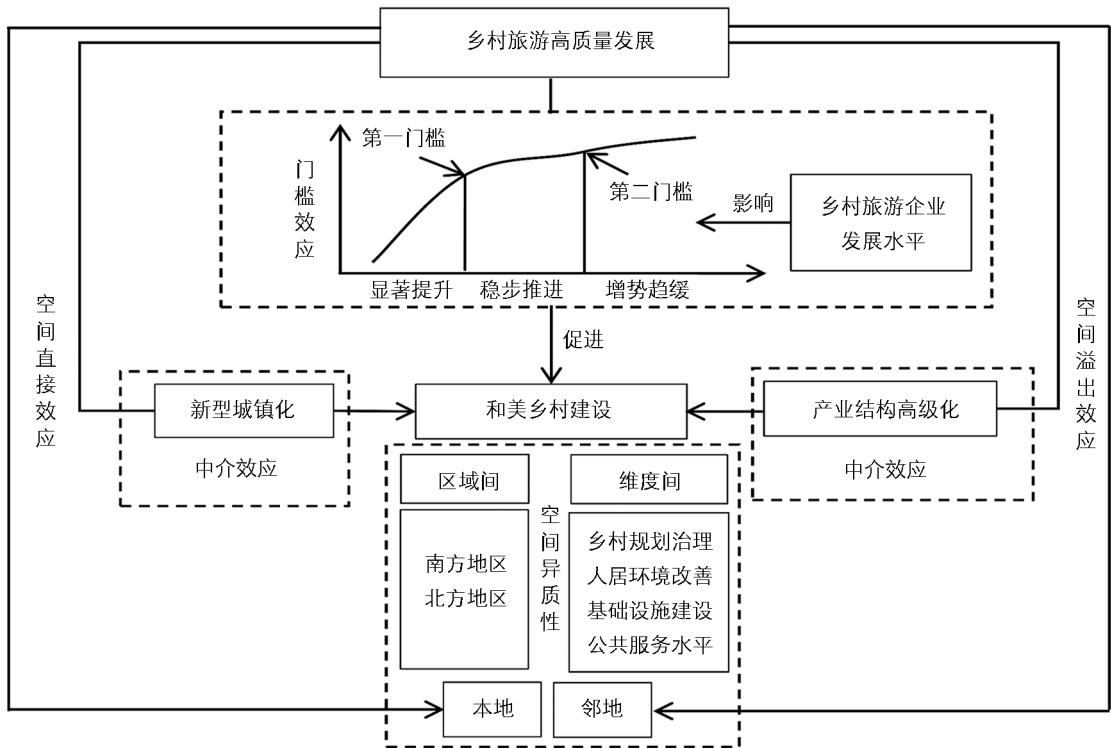 乡村旅游高质量发展
第一门槛
门槛效应
第二门槛
影响
乡村旅游企业
发展水平
显著提升
稳步推进
增势趋缓
空间直接效应
空间溢出效应
促进
新型城镇化
和美乡村建设
产业结构高级化
中介效应
中介效应
区域间
维度间
空间异质性
南方地区
北方地区
乡村规划治理
人居环境改善
基础设施建设
公共服务水平
本地
邻地